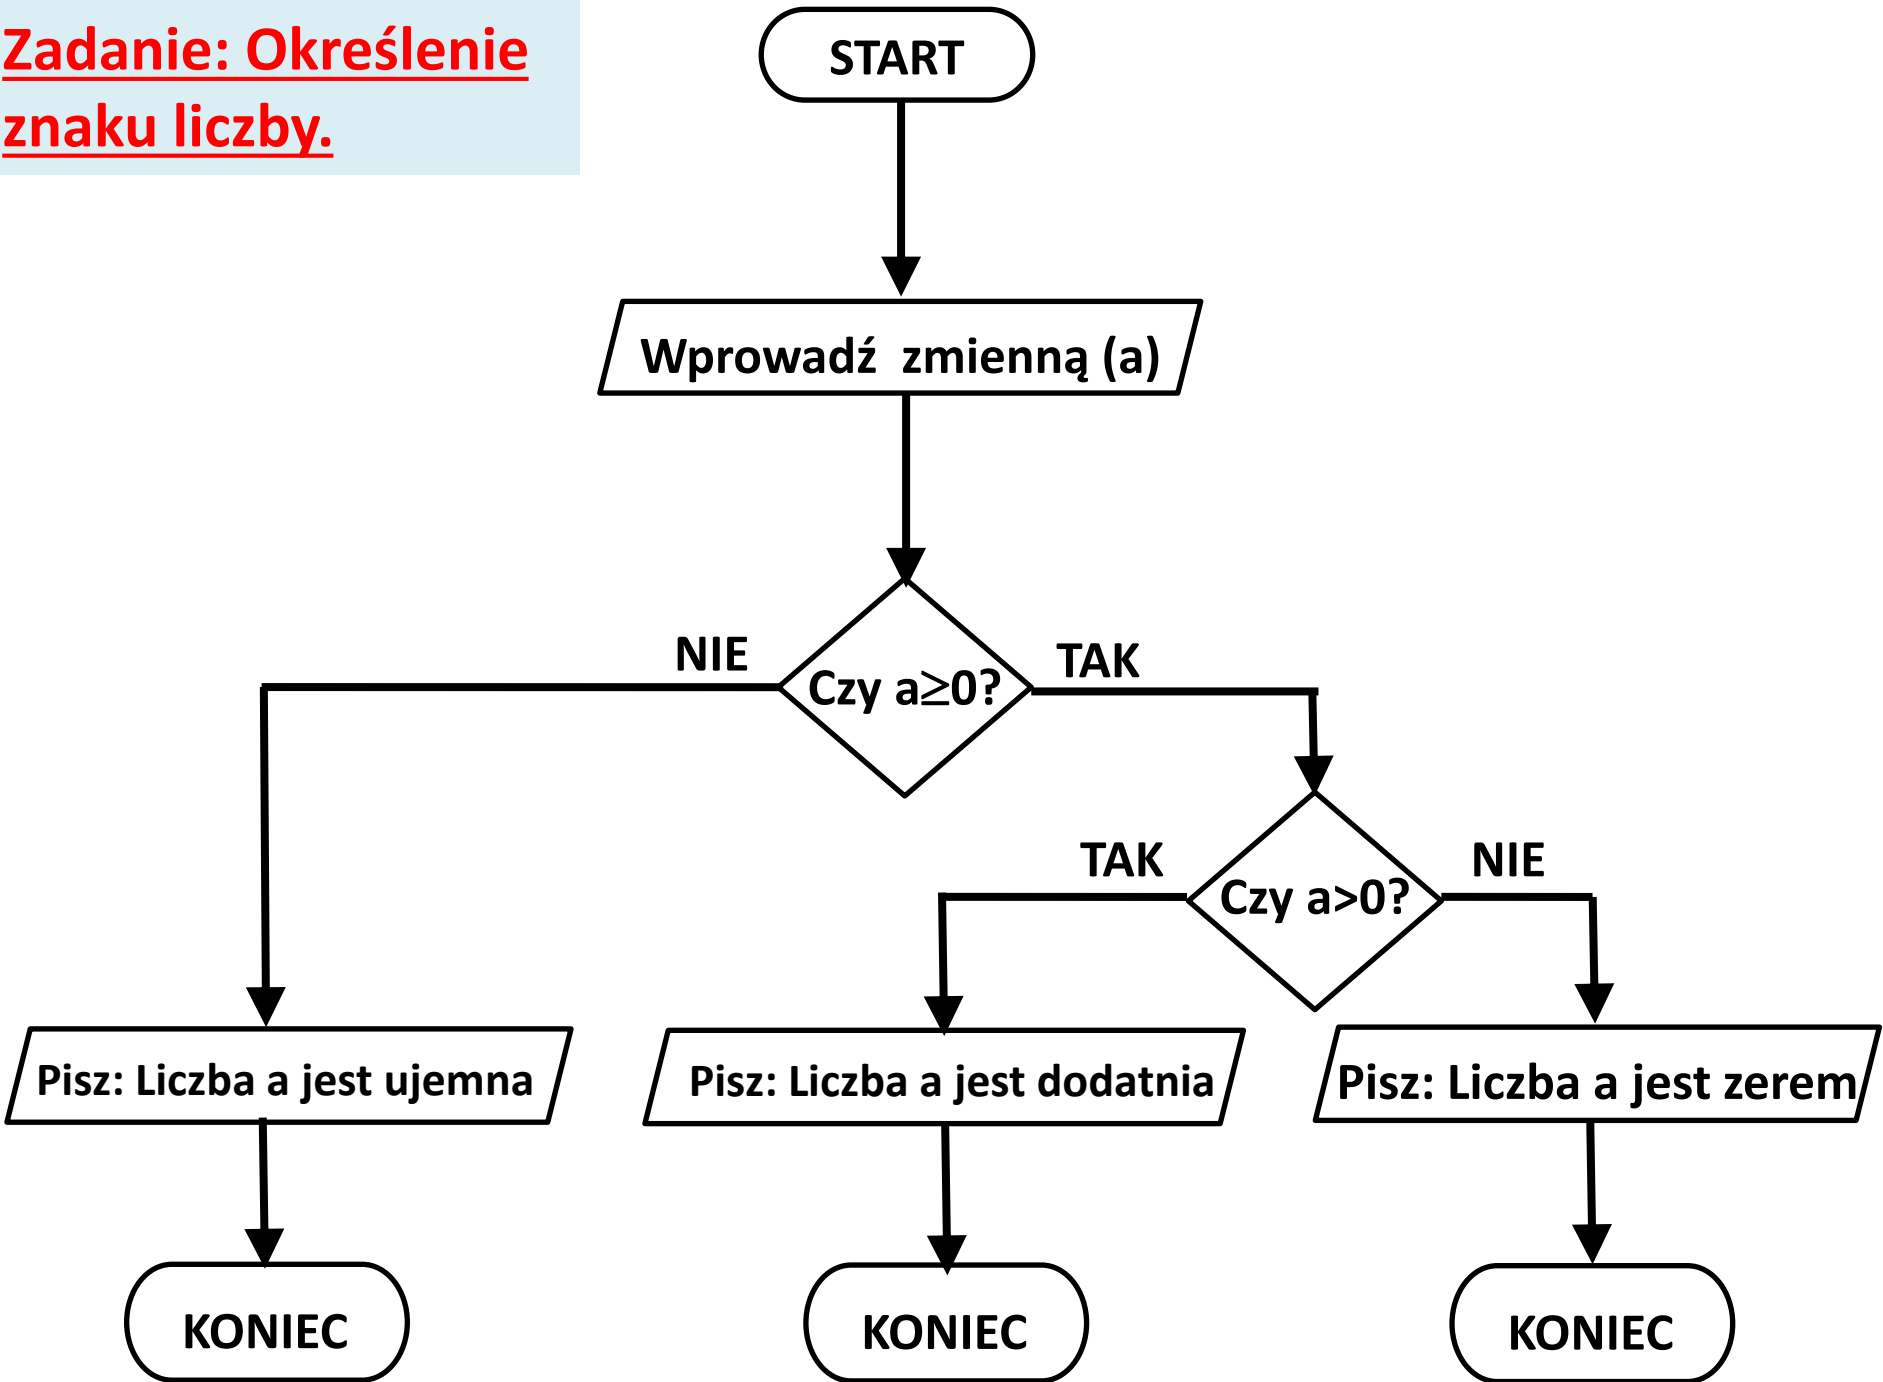 Zadanie: Określenie
znaku liczby.
START
Wprowadź zmienną (a)
NIE
TAK
Czy a≥0?
TAK
NIE
Czy a>0?
Pisz: Liczba a jest ujemna
Pisz: Liczba a jest dodatnia
Pisz: Liczba a jest zerem
KONIEC
KONIEC
KONIEC